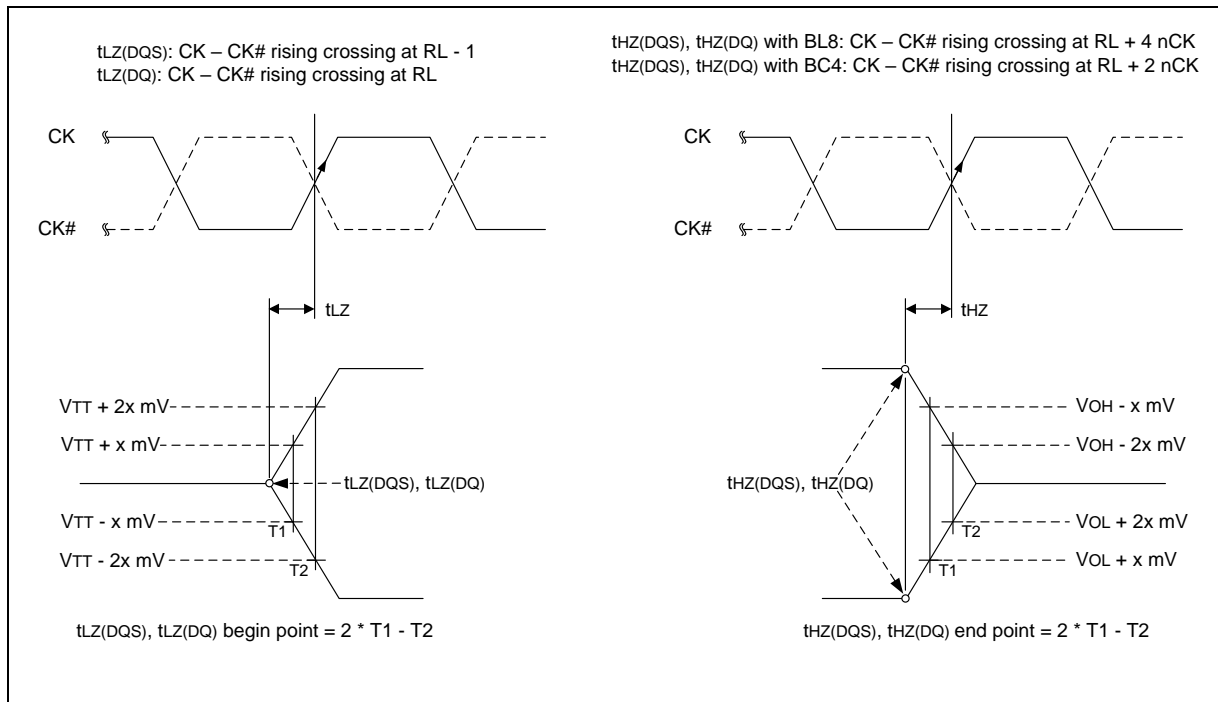 tLZ(DQS): CK – CK# rising crossing at RL - 1
tLZ(DQ): CK – CK# rising crossing at RL
CK
CK#
tLZ
VTT + 2x mV
VTT + x mV
tLZ(DQS), tLZ(DQ)
VTT - x mV
T1
VTT - 2x mV
T2
tLZ(DQS), tLZ(DQ) begin point = 2 * T1 - T2
tHZ(DQS), tHZ(DQ) with BL8: CK – CK# rising crossing at RL + 4 nCK
tHZ(DQS), tHZ(DQ) with BC4: CK – CK# rising crossing at RL + 2 nCK
CK
CK#
tHZ
VOH - x mV
VOH - 2x mV
tHZ(DQS), tHZ(DQ)
VOL + 2x mV
T2
VOL + x mV
T1
tHZ(DQS), tHZ(DQ) end point = 2 * T1 - T2